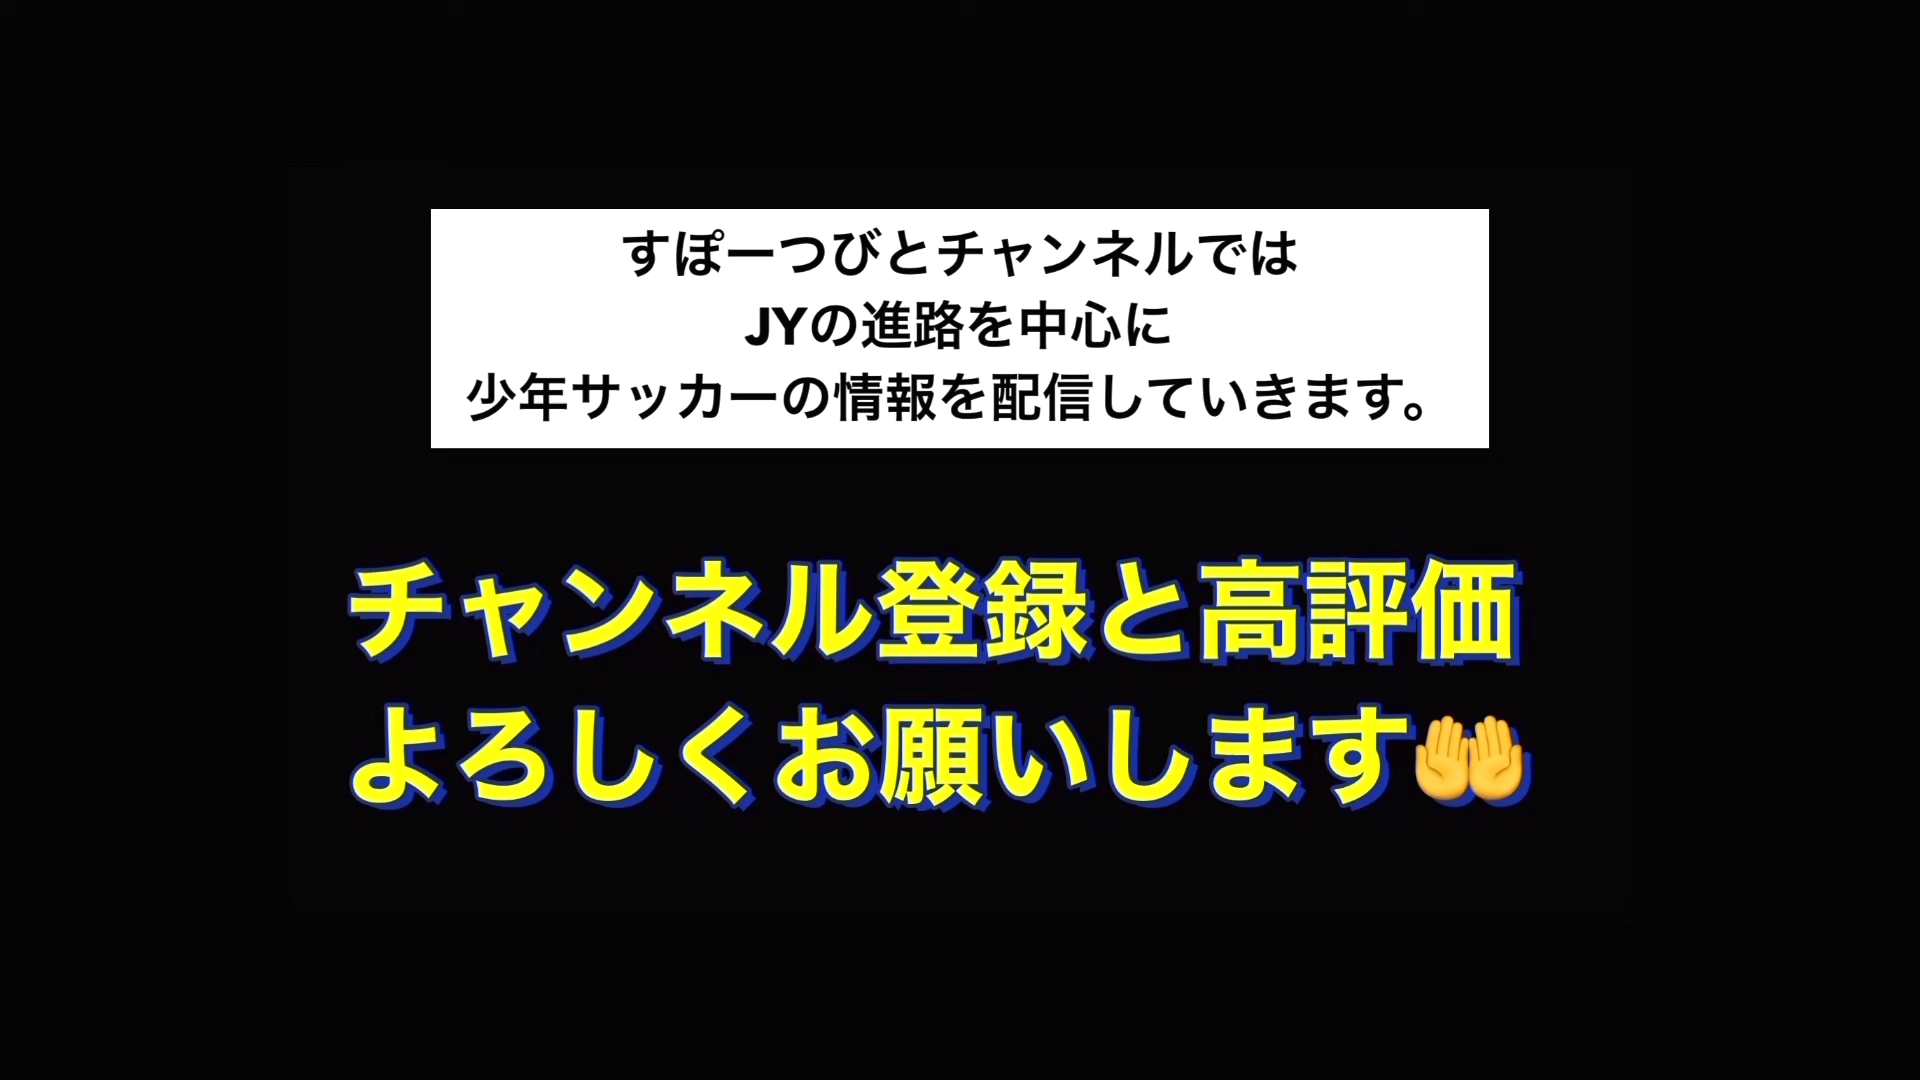 すぽーつびとチャンネルでは
JYの進路を中心に
少年サッカーの情報を配信していきます。
チャンネル登録と高評価
よろしくお願いします🤲